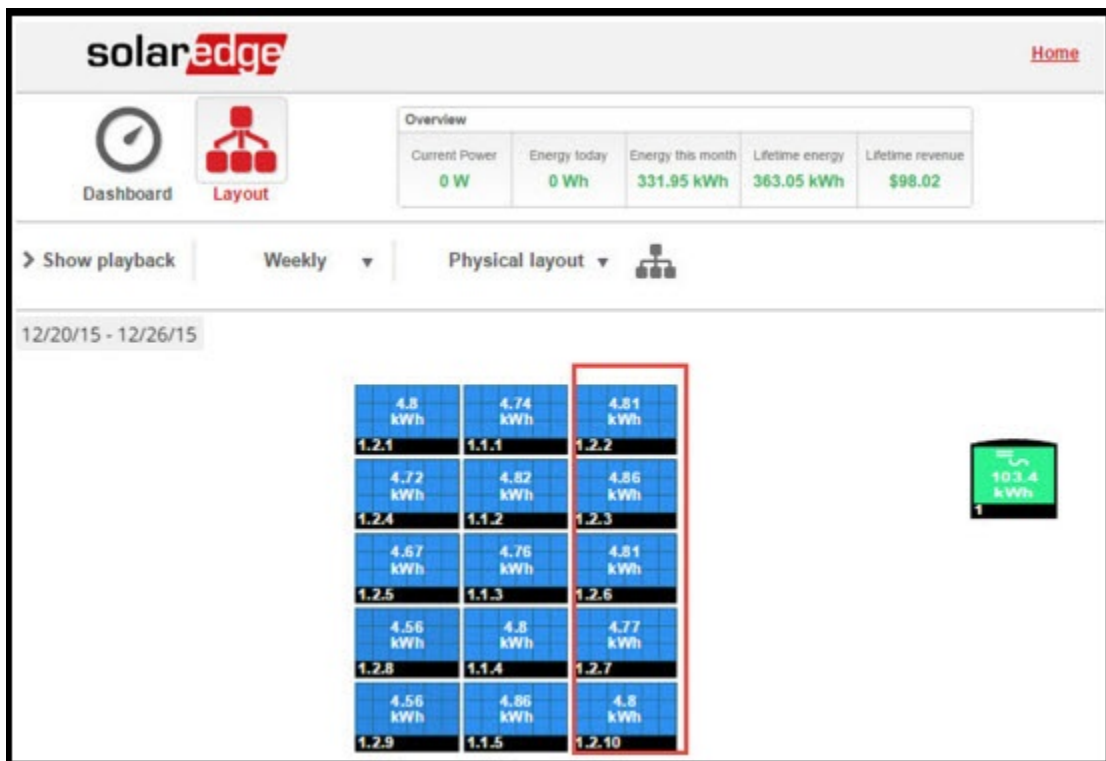 solaredge
Home
Overview
Current Power
Energy today
Energy this month
Lifetime energy
Lifetime revenue
0 W
0 Wh
331.95 kWh
363.05 kWh
$98.02
Dashboard
Layout
Show playback
Weekly
Physical layout
12/20/15 - 12/26/15
4.8
kWh
1.2.1
4.74
kWh
1.1.1
4.81
kWh
1.2.2
4.72
kWh
1.2.4
4.82
kWh
1.1.2
4.86
kWh
1.2.3
4.67
kWh
1.2.5
4.76
kWh
1.1.3
4.81
kWh
1.2.6
4.56
kWh
1.2.8
4.8
kWh
1.1.4
4.77
kWh
1.2.7
4.56
kWh
1.2.9
4.86
kWh
1.1.5
4.8
kWh
1.2.10
103.4
kWh
1